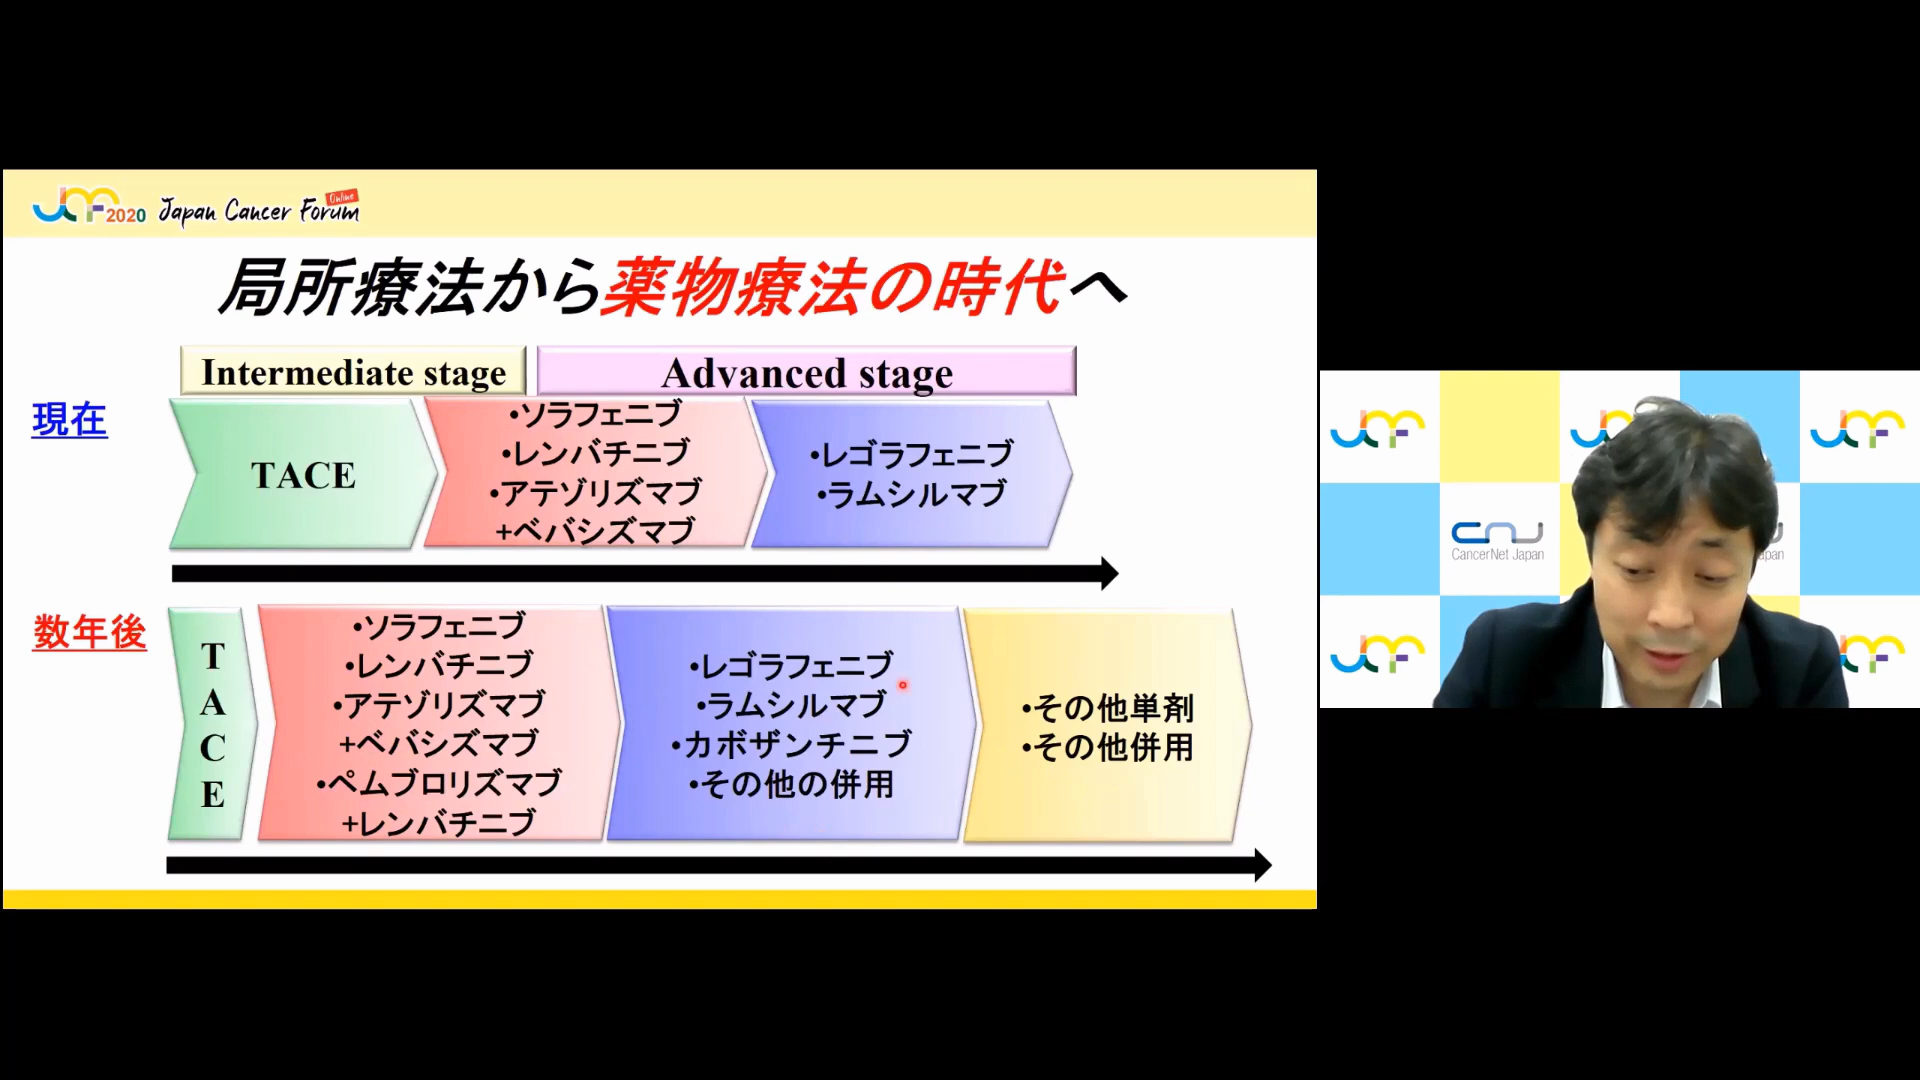 JCF2020 Japan Cancer Forum Online
局所療法から薬物療法の時代へ
Intermediate stage
Advanced stage
現在
TACE
•ソラフェニブ
•レンバチニブ
•アテゾリズマブ
+ベバシズマブ
•レゴラフェニブ
•ラムシルマブ
数年後
TACE
•ソラフェニブ
•レンバチニブ
•アテゾリズマブ
+ベバシズマブ
•ペムブロリズマブ
+レンバチニブ
•レゴラフェニブ
•ラムシルマブ
•カボザンチニブ
•その他の併用
•その他単剤
•その他併用
JCF
JCF
CNJ
CancerNet Japan
apan
JCF
JCF